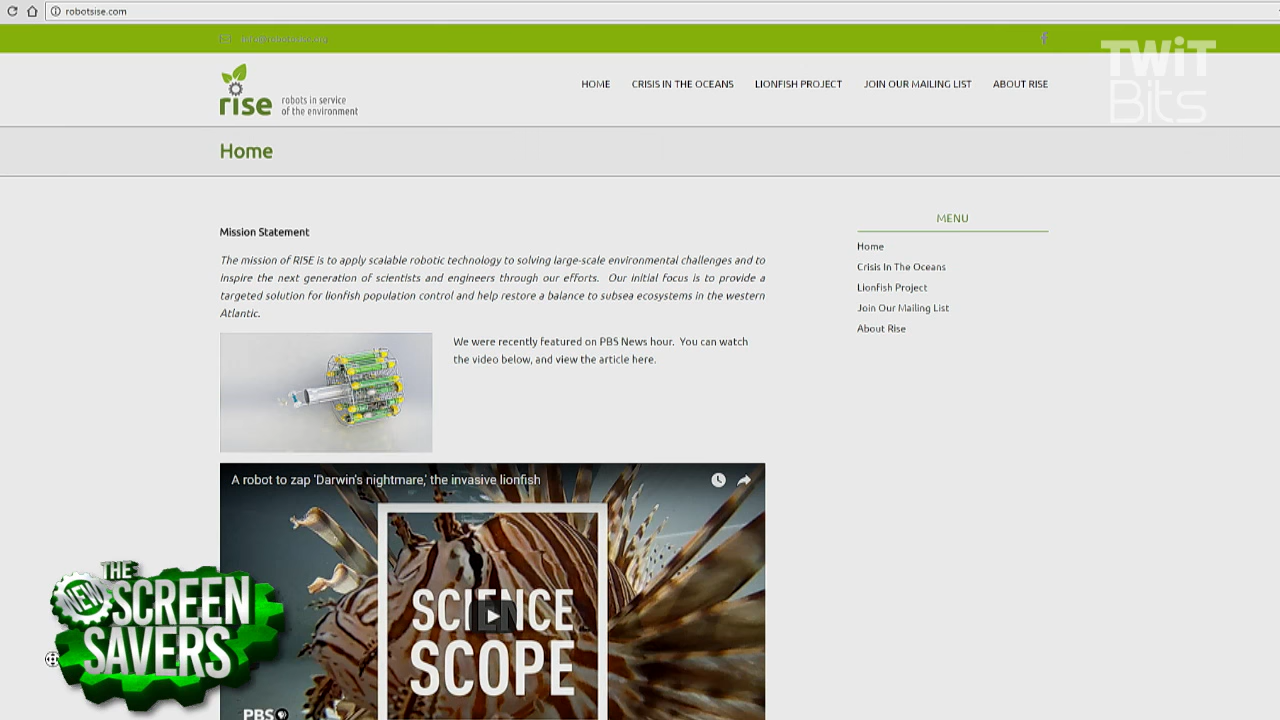 robotsise.com
TWiT
Bits
rise robots in service
of the environment
HOME CRISIS IN THE OCEANS LIONFISH PROJECT JOIN OUR MAILING LIST ABOUT RISE
Home
Mission Statement
The mission of RISE is to apply scalable robotic technology to solving large-scale environmental challenges and to
inspire the next generation of scientists and engineers through our efforts. Our initial focus is to provide a
targeted solution for lionfish population control and help restore a balance to subsea ecosystems in the western
Atlantic.
We were recently featured on PBS News hour. You can watch
the video below, and view the article here.
MENU
Home
Crisis In The Oceans
Lionfish Project
Join Our Mailing List
About Rise
A robot to zap 'Darwin's nightmare,' the invasive lionfish
SCIENCE
SCOPE
PBS
THE
NEW SCREEN
SAVERS